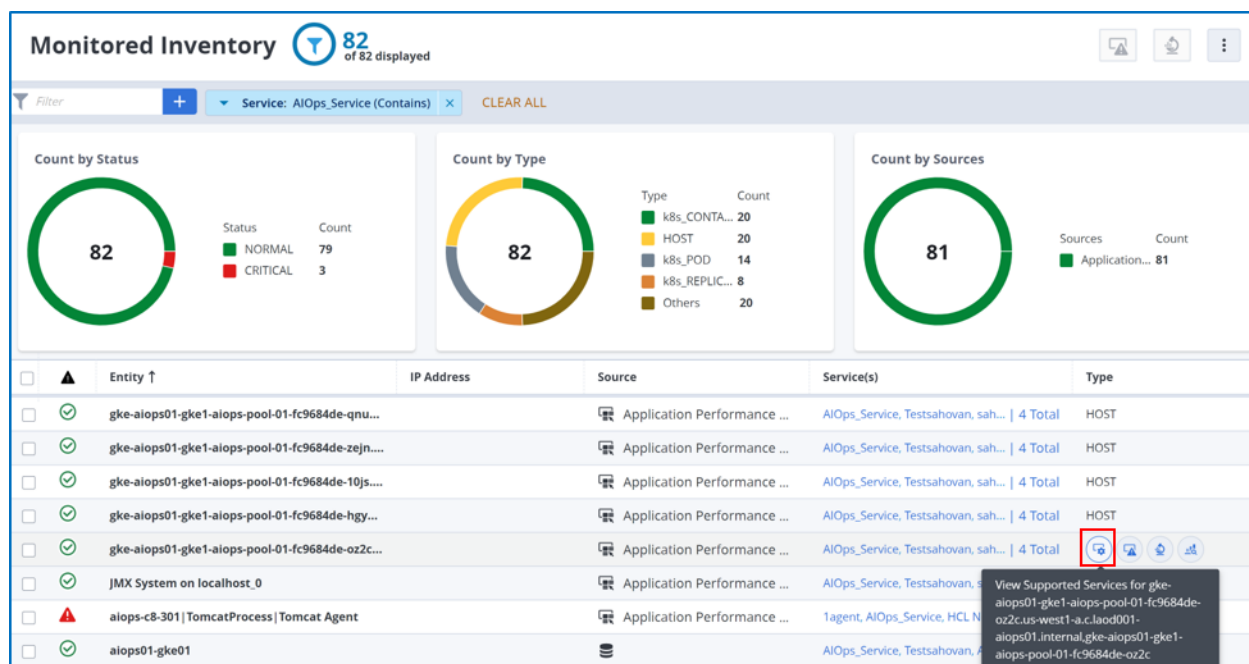 Monitored Inventory 82 of 82 displayed
Filter + Service: AIOps_Service (Contains) × CLEAR ALL
Count by Status
82
Status Count
NORMAL 79
CRITICAL 3
Count by Type
82
Type Count
k8s_CONTA... 20
HOST 20
k8s_POD 14
k8s_REPLIC... 8
Others 20
Count by Sources
81
Sources Count
Application... 81
Entity ↑ IP Address Source Service(s) Type
gke-aiops01-gke1-aiops-pool-01-fc9684de-qnu... Application Performance ... AIOps_Service, Testsahovan, sah... | 4 Total HOST
gke-aiops01-gke1-aiops-pool-01-fc9684de-zejn.... Application Performance ... AIOps_Service, Testsahovan, sah... | 4 Total HOST
gke-aiops01-gke1-aiops-pool-01-fc9684de-10js.... Application Performance ... AIOps_Service, Testsahovan, sah... | 4 Total HOST
gke-aiops01-gke1-aiops-pool-01-fc9684de-hgy... Application Performance ... AIOps_Service, Testsahovan, sah... | 4 Total HOST
gke-aiops01-gke1-aiops-pool-01-fc9684de-oz2c... Application Performance ... AIOps_Service, Testsahovan, sah... | 4 Total
JMX System on localhost_0 Application Performance ... AIOps_Service, Testsahovan, s
aiops-c8-301|TomcatProcess|Tomcat Agent Application Performance ... 1agent, AIOps_Service, HCL N
aiops01-gke01 AIOps_Service, Testsahovan, A
View Supported Services for gke-
aiops01-gke1-aiops-pool-01-fc9684de-
oz2c.us-west1-a.c.laod001-
aiops01.internal,gke-aiops01-gke1-
aiops-pool-01-fc9684de-oz2c